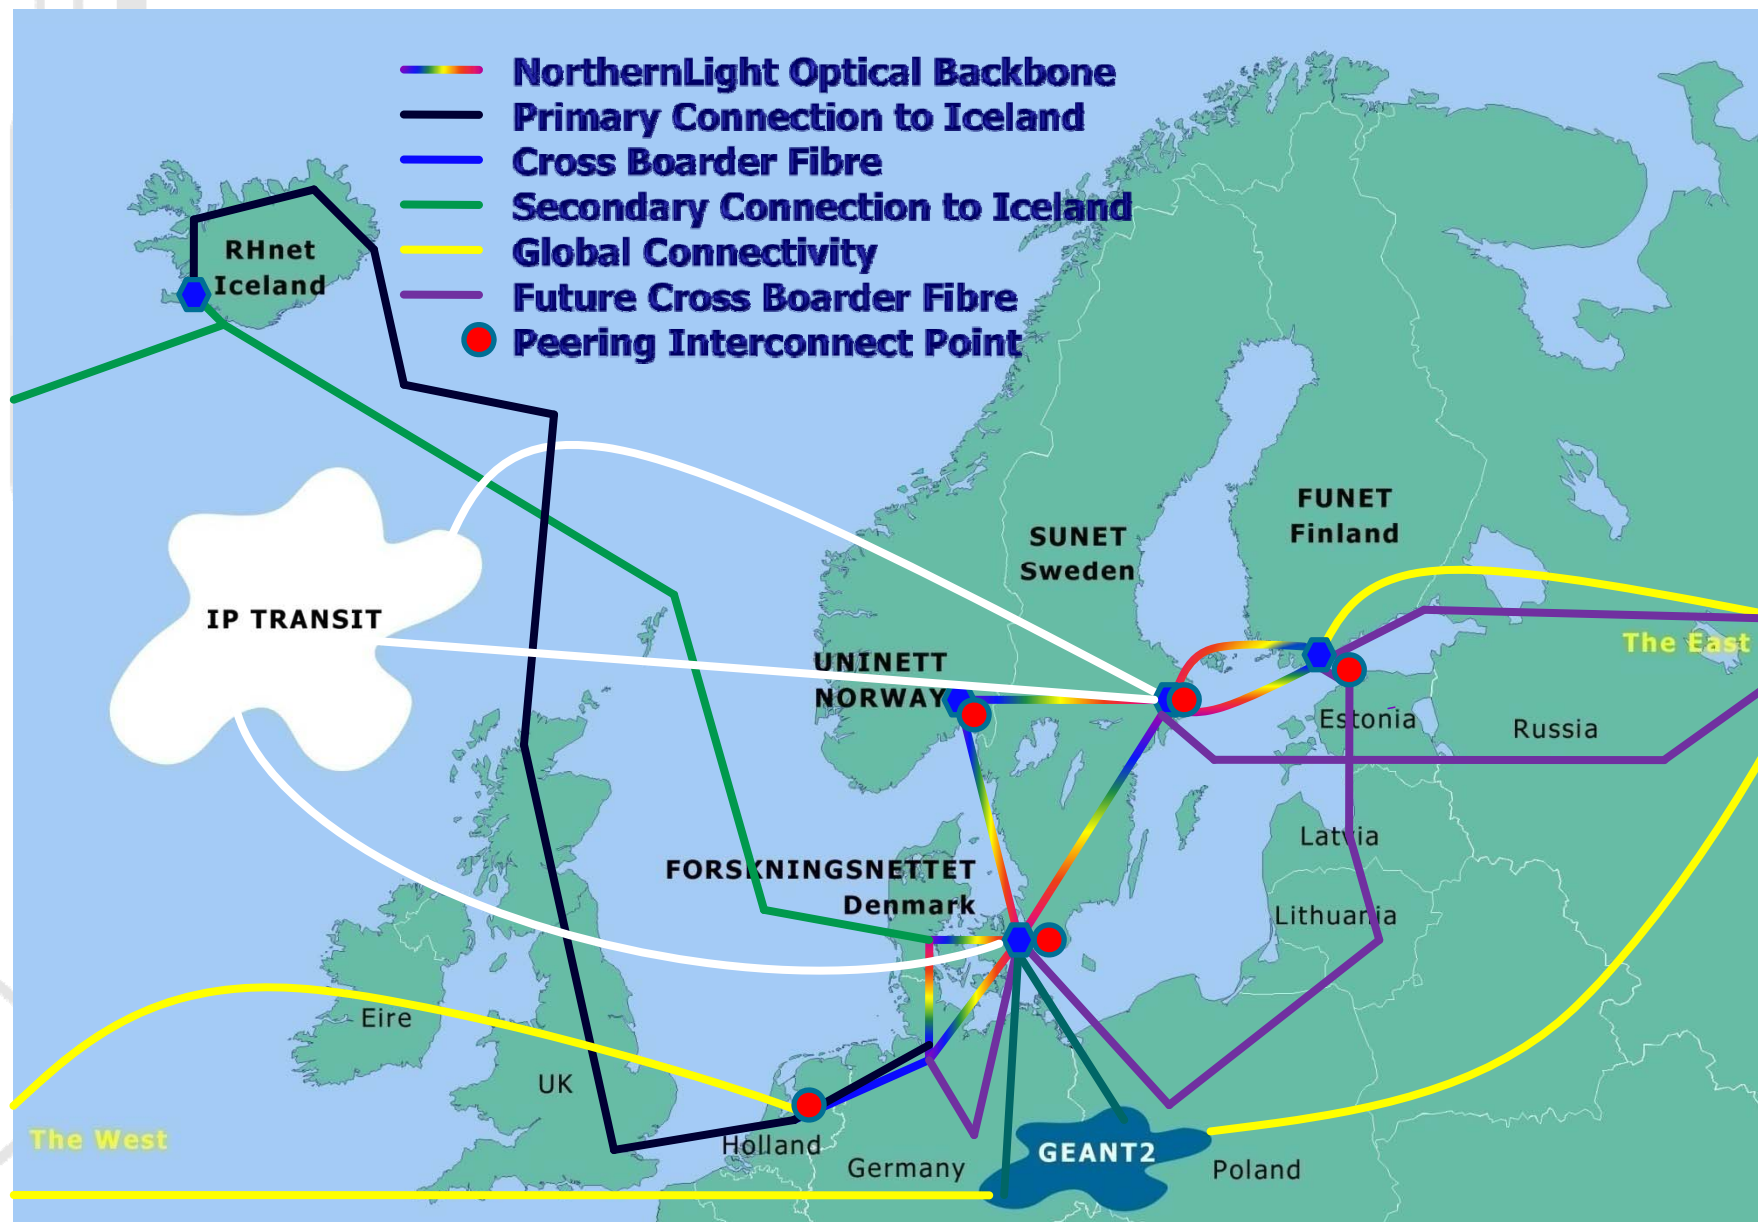 NorthernLight Optical Backbone
Primary Connection to Iceland
Cross Boarder Fibre
Secondary Connection to Iceland
Global Connectivity
Future Cross Boarder Fibre
Peering Interconnect Point
RHnet
Iceland
FUNET
Finland
SUNET
Sweden
IP TRANSIT
UNINETT
NORWAY
The East
Estonia
Russia
Latvia
FORSKNINGSNETTET
Denmark
Lithuania
Eire
UK
The West
Holland
Germany
GEANT2
Poland